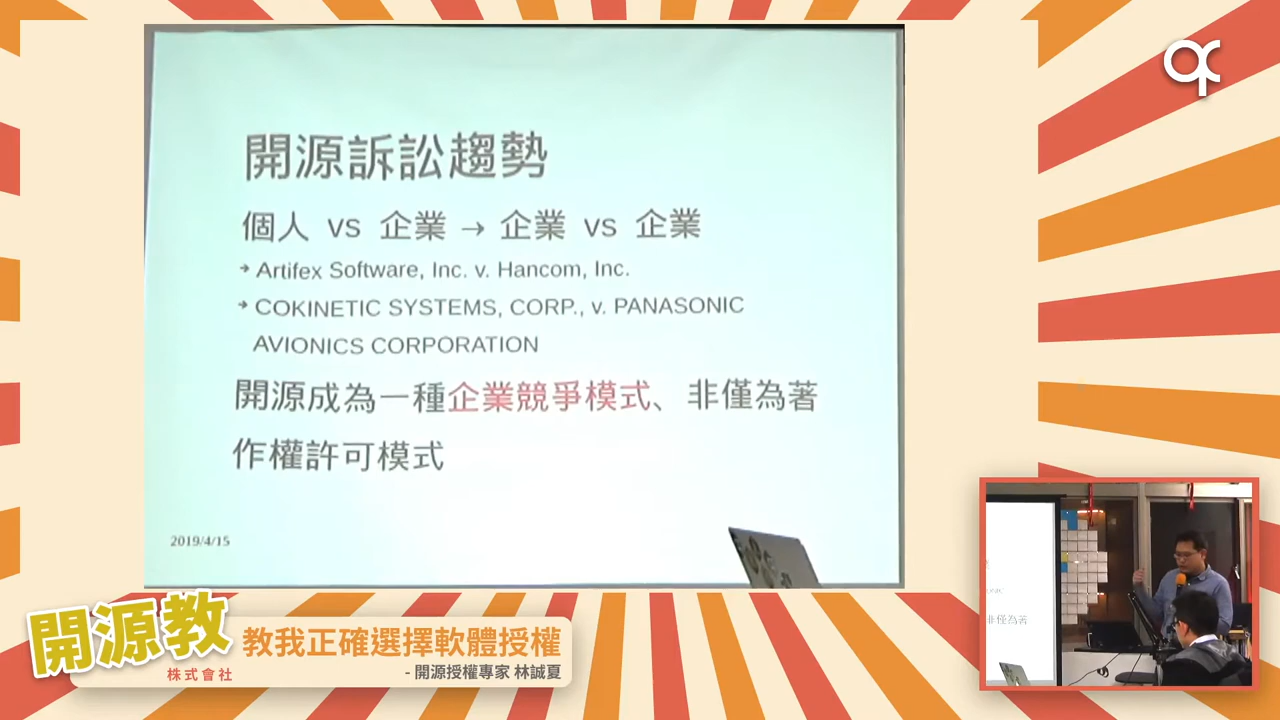 開源訴訟趨勢
個人 vs 企業 → 企業 vs 企業
➔ Artifex Software, Inc. v. Hancom, Inc.
➔ COKINETIC SYSTEMS, CORP., v. PANASONIC
AVIONICS CORPORATION
開源成為一種企業競爭模式、非僅為著
作權許可模式
2019/4/15
開源教
株式會社
教我正確選擇軟體授權
- 開源授權專家 林誠夏
非僅為著